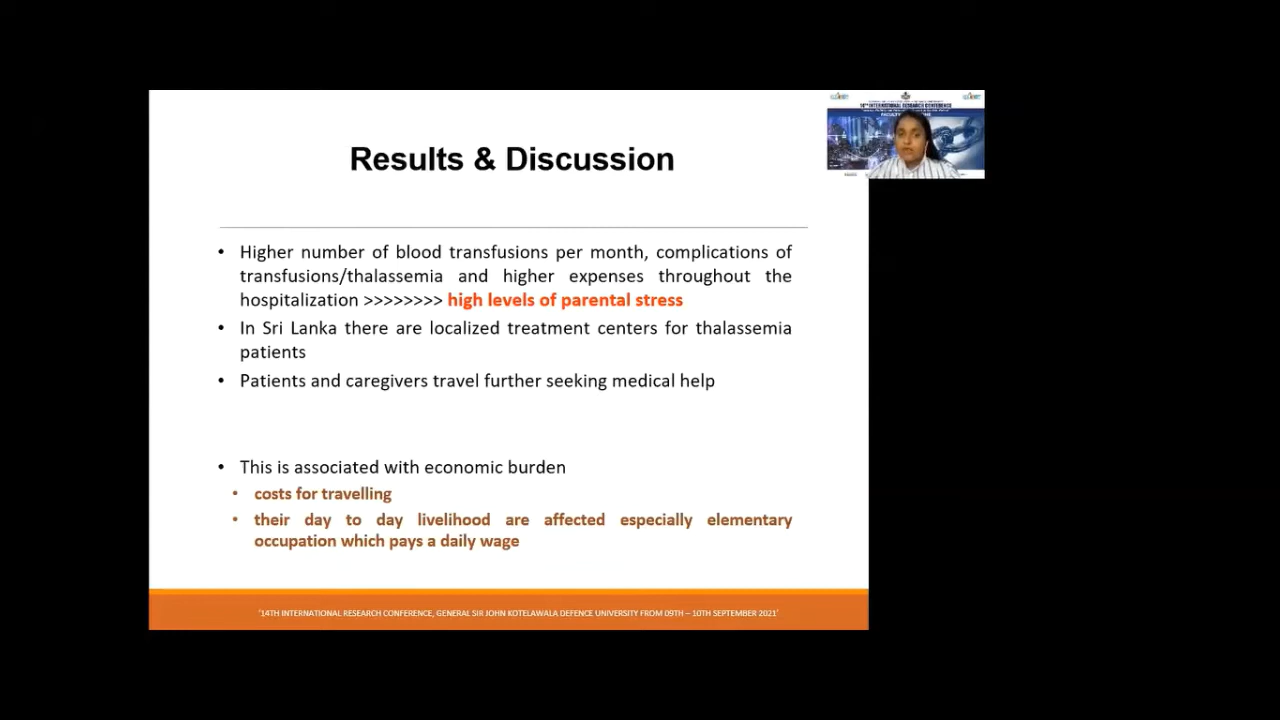 14TH INTERNATIONAL RESEARCH CONFERENCE
Results & Discussion
• Higher number of blood transfusions per month, complications of
transfusions/thalassemia and higher expenses throughout the
hospitalization >>>>>>>> high levels of parental stress
• In Sri Lanka there are localized treatment centers for thalassemia
patients
• Patients and caregivers travel further seeking medical help
• This is associated with economic burden
• costs for travelling
• their day to day livelihood are affected especially elementary
occupation which pays a daily wage
'14TH INTERNATIONAL RESEARCH CONFERENCE, GENERAL SIR JOHN KOTELAWALA DEFENCE UNIVERSITY FROM 09TH – 10TH SEPTEMBER 2021'